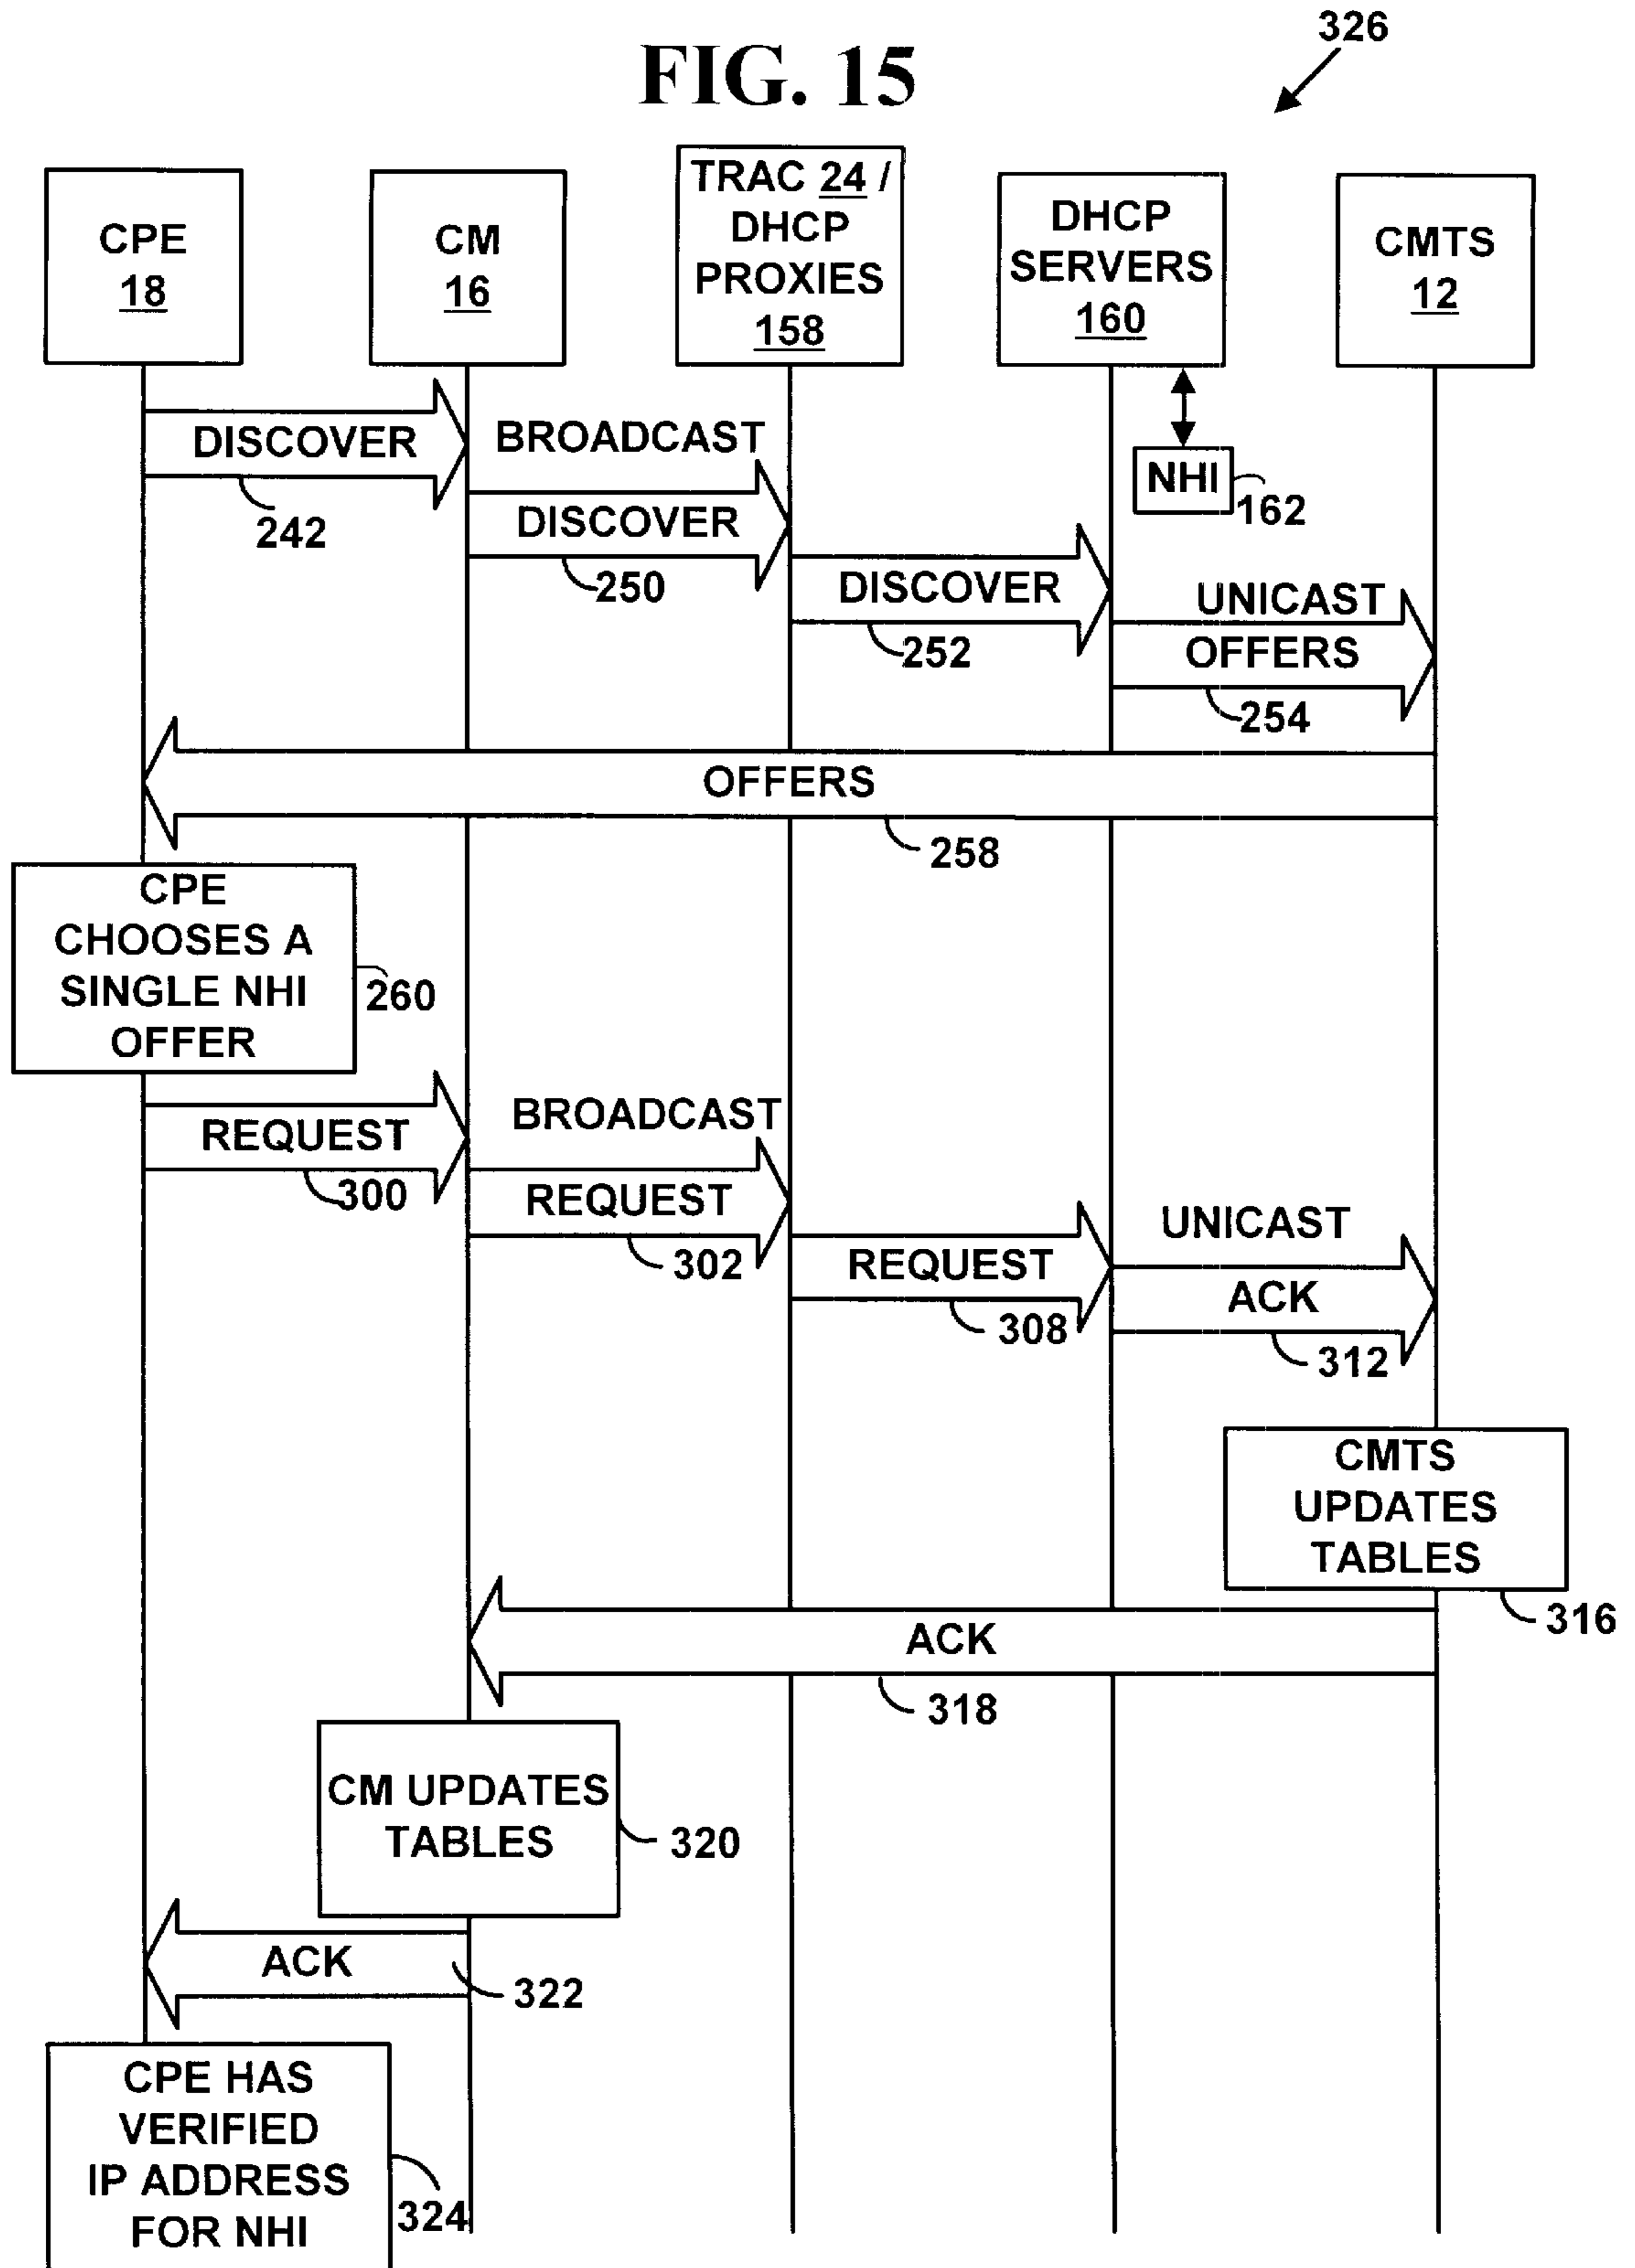 326
FIG. 15
CPE
18
CM
16
TRAC 24 /
DHCP
PROXIES
158
DHCP
SERVERS
160
CMTS
12
DISCOVER
242
BROADCAST
DISCOVER
250
NHI
162
DISCOVER
252
UNICAST
OFFERS
254
OFFERS
258
CPE
CHOOSES A
SINGLE NHI
OFFER
260
REQUEST
300
BROADCAST
REQUEST
302
REQUEST
308
UNICAST
ACK
312
CMTS
UPDATES
TABLES
316
ACK
318
CM UPDATES
TABLES
320
ACK
322
CPE HAS
VERIFIED
IP ADDRESS
FOR NHI
324